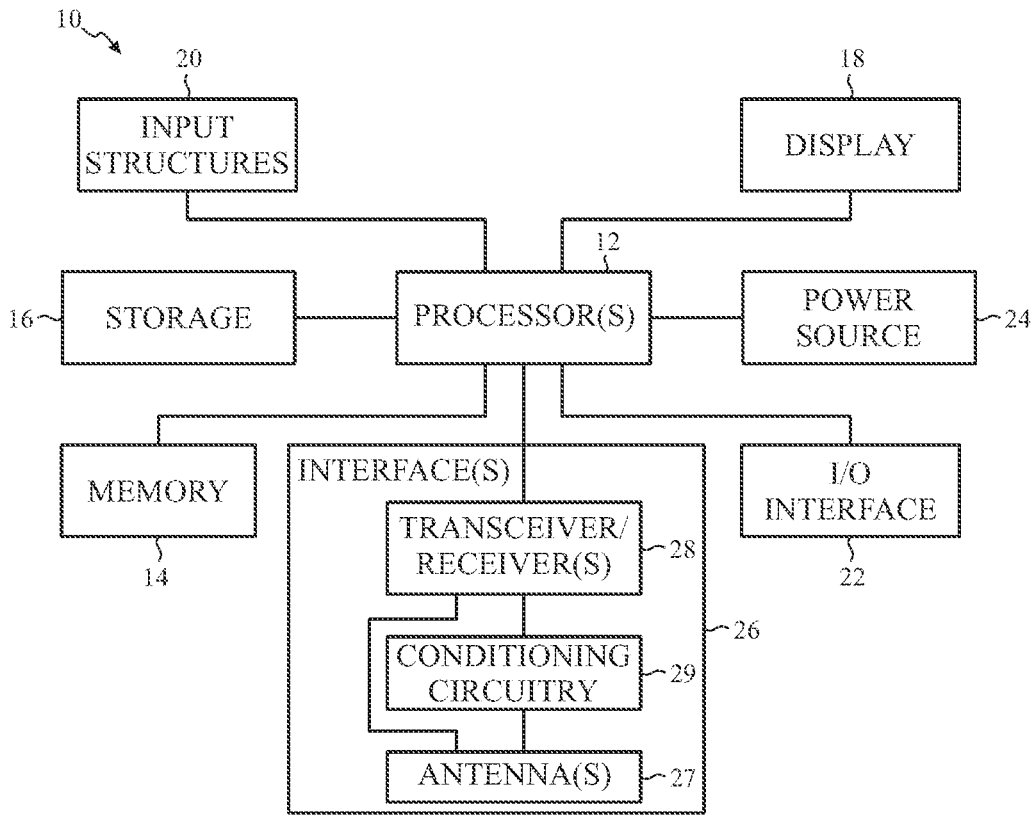 10
20
18
INPUT
STRUCTURES
DISPLAY
12
16
STORAGE
PROCESSOR(S)
POWER
SOURCE
24
MEMORY
14
INTERFACE(S)
TRANSCEIVER/
RECEIVER(S)
28
I/O
INTERFACE
22
26
CONDITIONING
CIRCUITRY
29
ANTENNA(S)
27